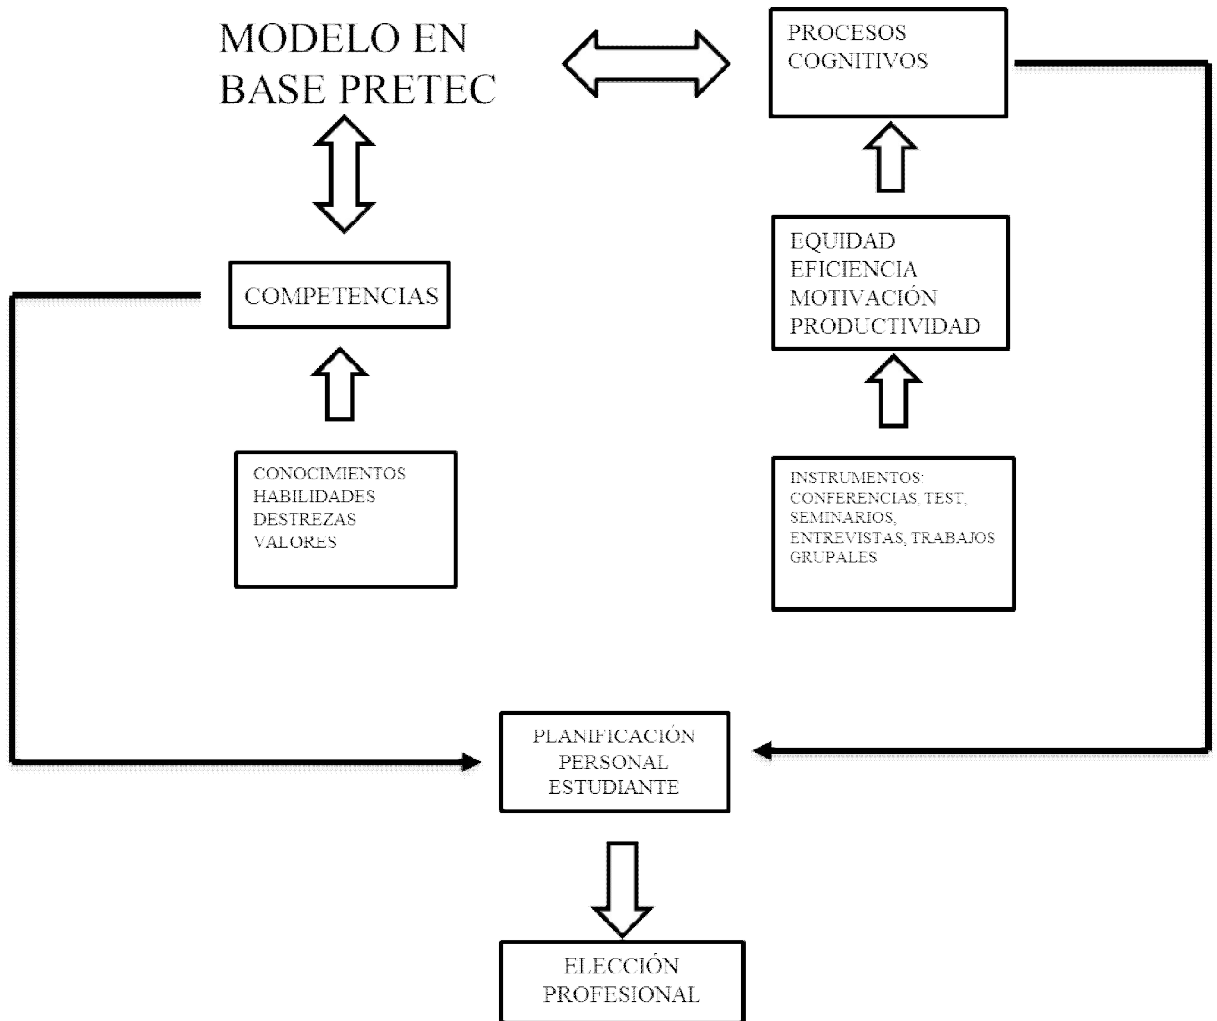 MODELO EN
BASE PRETEC
PROCESOS
COGNITIVOS
EQUIDAD
EFICIENCIA
MOTIVACIÓN
PRODUCTIVIDAD
COMPETENCIAS
CONOCIMIENTOS
HABILIDADES
DESTREZAS
VALORES
INSTRUMENTOS:
CONFERENCIAS, TEST,
SEMINARIOS,
ENTREVISTAS, TRABAJOS
GRUPALES
PLANIFICACIÓN
PERSONAL
ESTUDIANTE
ELECCIÓN
PROFESIONAL